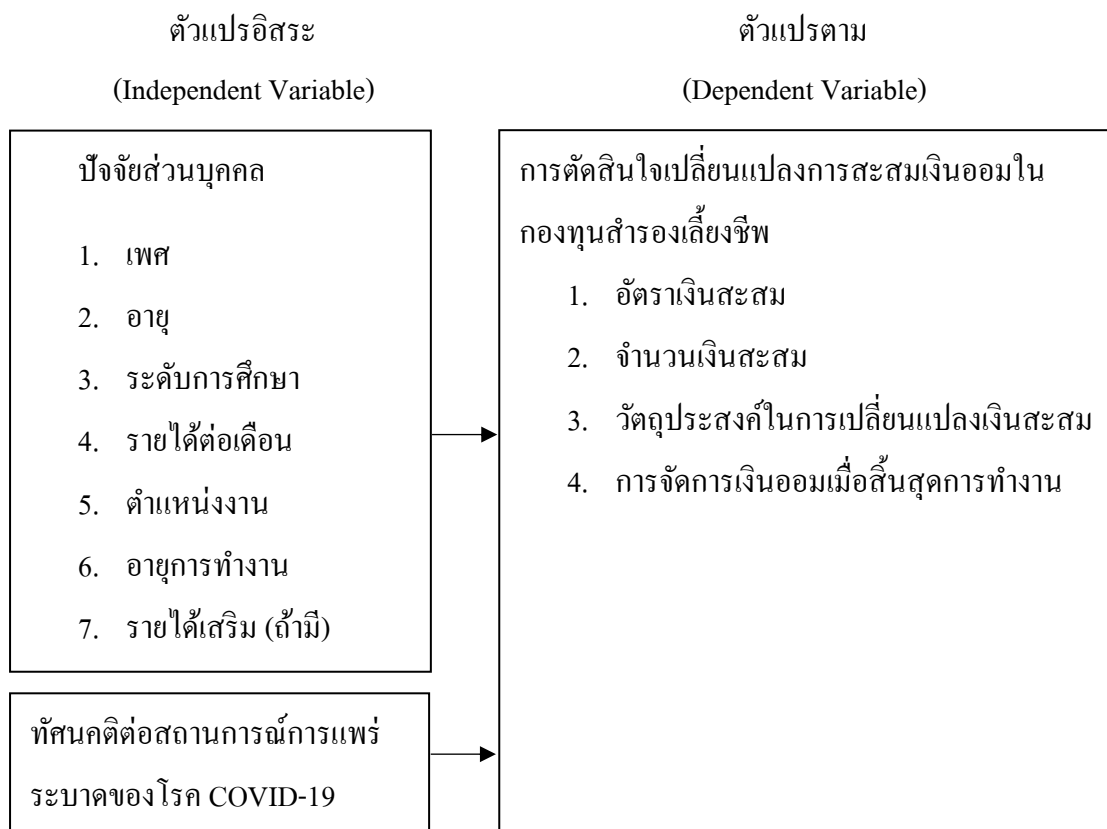 ตัวแปรอิสระ
(Independent Variable)
ปัจจัยส่วนบุคคล
1. เพศ
2. อายุ
3. ระดับการศึกษา
4. รายได้ต่อเดือน
5. ตำแหน่งงาน
6. อายุการทำงาน
7. รายได้เสริม (ถ้ามี)
ทัศนคติต่อสถานการณ์การแพร่
ระบาดของโรค COVID-19
ตัวแปรตาม
(Dependent Variable)
การตัดสินใจเปลี่ยนแปลงการสะสมเงินออมใน
กองทุนสำรองเลี้ยงชีพ
1. อัตราเงินสะสม
2. จำนวนเงินสะสม
3. วัตถุประสงค์ในการเปลี่ยนแปลงเงินสะสม
4. การจัดการเงินออมเมื่อสิ้นสุดการทำงาน